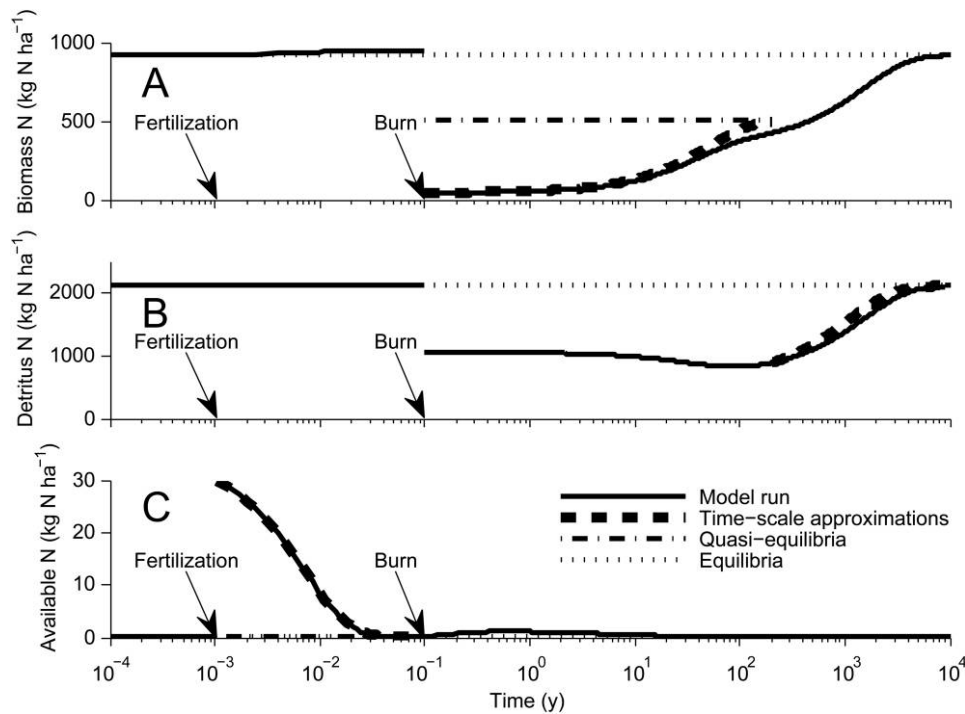 Biomass N (kg N ha⁻¹)
1000
500
0
A
Fertilization
Burn
Detritus N (kg N ha⁻¹)
2000
1000
0
B
Fertilization
Burn
Available N (kg N ha⁻¹)
30
20
10
0
C
Fertilization
Burn
Model run
Time−scale approximations
Quasi−equilibria
Equilibria
10⁻⁴ 10⁻³ 10⁻² 10⁻¹ 10⁰ 10¹ 10² 10³ 10⁴
Time (y)